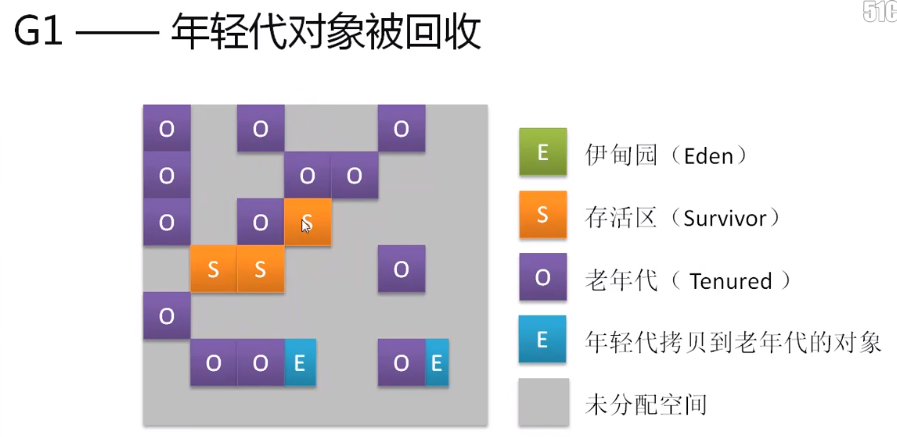 51C
G1 —— 年轻代对象被回收
O O O
O O O
O O S
S S O
O
O O E O E
E 伊甸园（Eden）
S 存活区（Survivor）
O 老年代（ Tenured ）
E 年轻代拷贝到老年代的对象
未分配空间